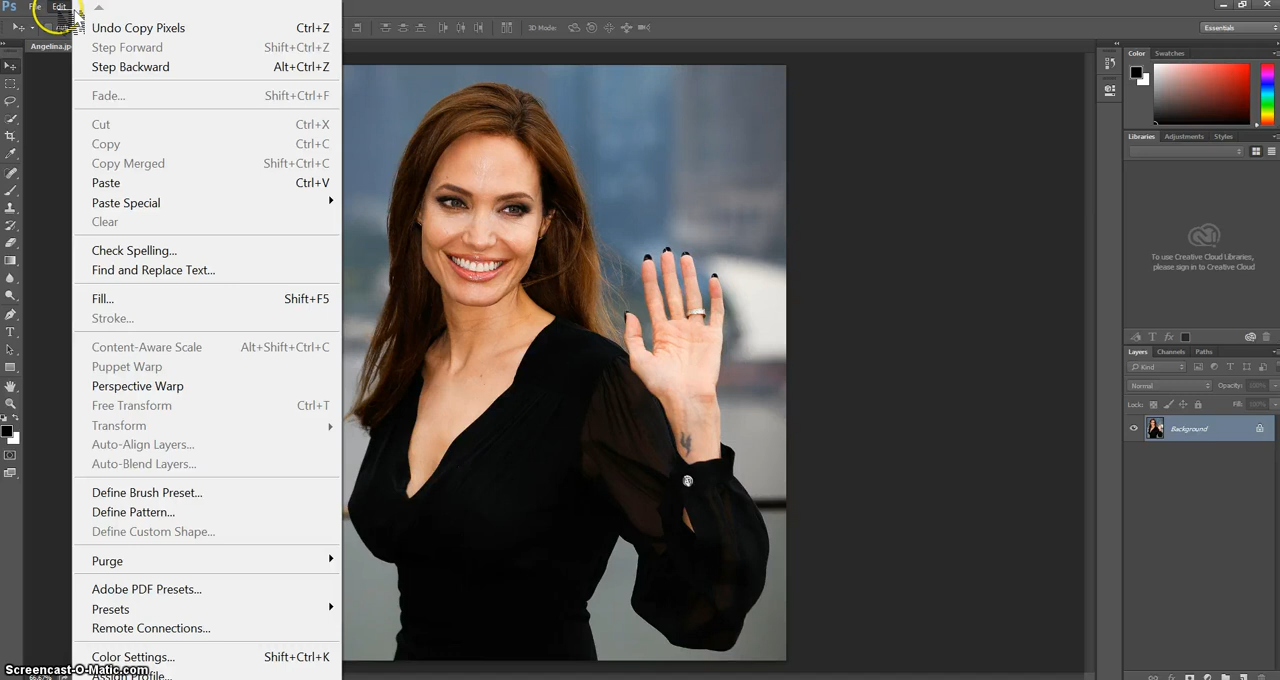 Ps
File
Edit
Undo Copy Pixels Ctrl+Z
Step Forward Shift+Ctrl+Z
Step Backward Alt+Ctrl+Z
Fade... Shift+Ctrl+F
Cut Ctrl+X
Copy Ctrl+C
Copy Merged Shift+Ctrl+C
Paste Ctrl+V
Paste Special
Clear
Check Spelling...
Find and Replace Text...
Fill... Shift+F5
Stroke...
Content-Aware Scale Alt+Shift+Ctrl+C
Puppet Warp
Perspective Warp
Free Transform Ctrl+T
Transform
Auto-Align Layers...
Auto-Blend Layers...
Define Brush Preset...
Define Pattern...
Define Custom Shape...
Purge
Adobe PDF Presets...
Presets
Remote Connections...
Color Settings... Shift+Ctrl+K
Assign Profile...
Angelina.jp
3D Mode:
Essentials
Color Swatches
Libraries Adjustments Styles
To use Creative Cloud Libraries,
please sign in to Creative Cloud
Layers Channels Paths
Kind
Normal Opacity:
Lock: Fill:
Background
Screencast-O-Matic.com